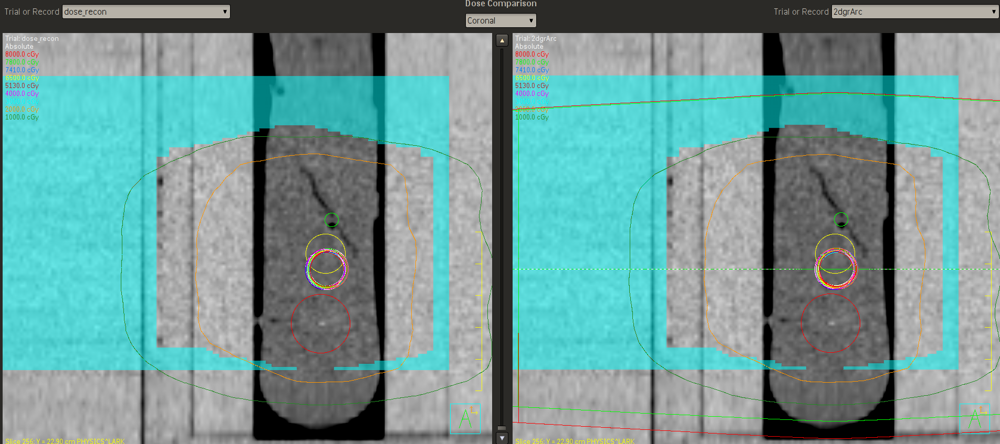 Dose Comparison
Trial or Record dose_recon
Coronal
Trial or Record 2dgrArc
Trial: dose_recon
Absolute
8000.0 cGy
7800.0 cGy
7410.0 cGy
6500.0 cGy
5130.0 cGy
4000.0 cGy
2000.0 cGy
1000.0 cGy
Slice 256: Y = 22.90 cm PHYSICS^LARK
Trial: 2dgrArc
Absolute
8000.0 cGy
7800.0 cGy
7410.0 cGy
6500.0 cGy
5130.0 cGy
4000.0 cGy
2000.0 cGy
1000.0 cGy
Slice 256: Y = 22.90 cm PHYSICS^LARK
A
A